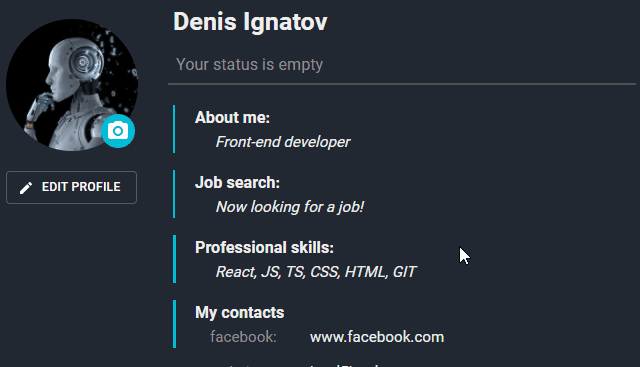 Denis Ignatov
Your status is empty
EDIT PROFILE
About me:
Front-end developer
Job search:
Now looking for a job!
Professional skills:
React, JS, TS, CSS, HTML, GIT
My contacts
facebook: www.facebook.com